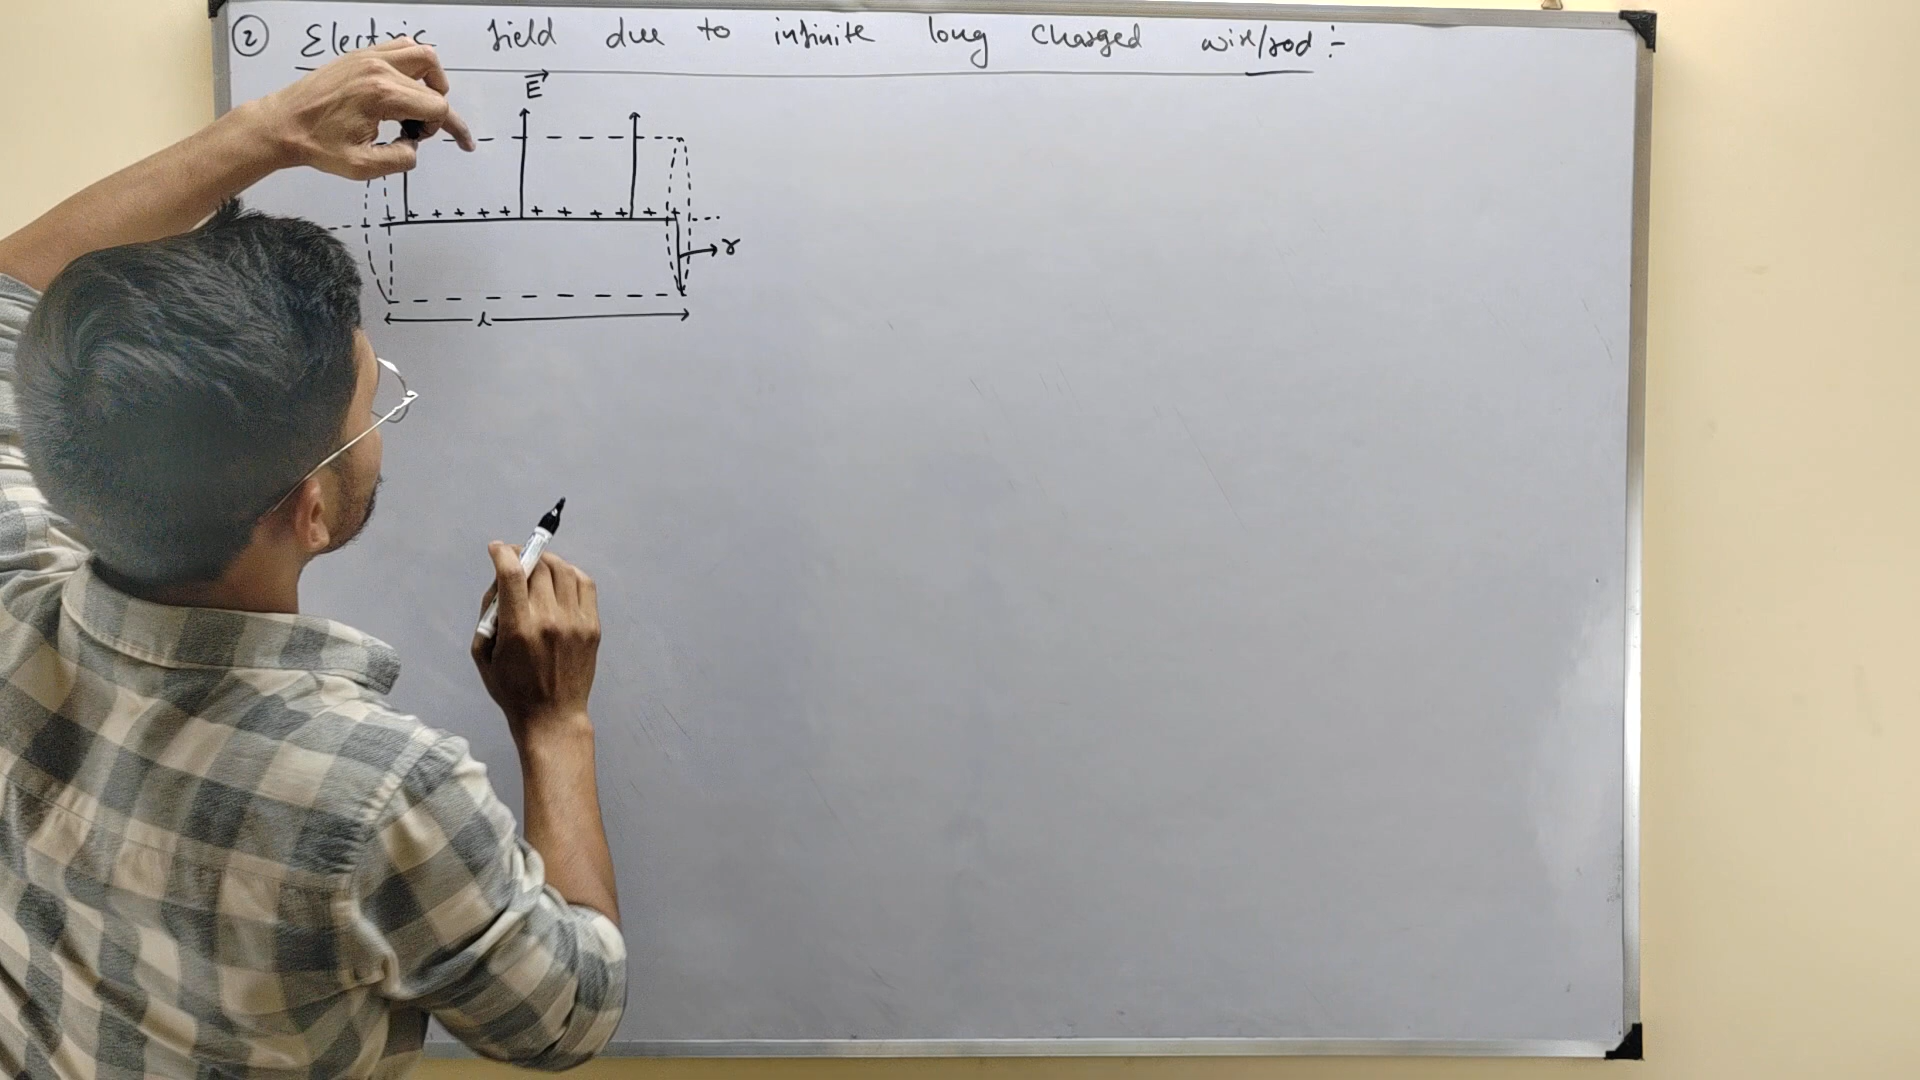 ② Electric field due to infinite long charged wire/rod :-
E
+ + + + + + + + + + + +
r
l